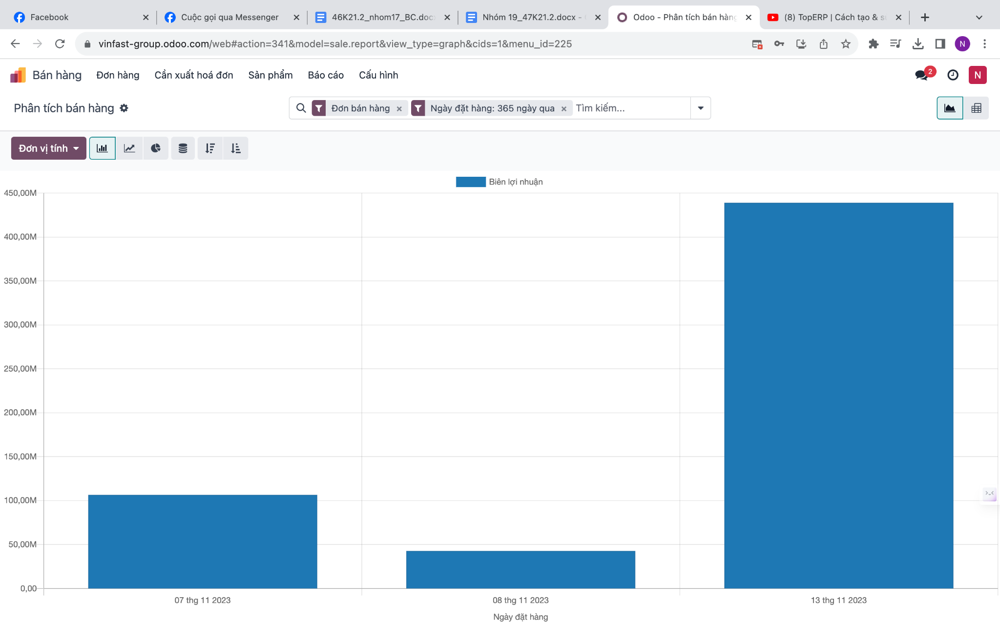 Facebook
Cuộc gọi qua Messenger
46K21.2_nhom17_BC.doc
Nhóm 19_47K21.2.docx -
Odoo - Phân tích bán hàng
(8) TopERP | Cách tạo & s
vinfast-group.odoo.com/web#action=341&model=sale.report&view_type=graph&cids=1&menu_id=225
N
Bán hàng Đơn hàng Cần xuất hoá đơn Sản phẩm Báo cáo Cấu hình
2
N
Phân tích bán hàng
Đơn bán hàng
Ngày đặt hàng: 365 ngày qua
Tìm kiếm...
Đơn vị tính
Biên lợi nhuận
450,00M
400,00M
350,00M
300,00M
250,00M
200,00M
150,00M
100,00M
50,00M
0,00
07 thg 11 2023 08 thg 11 2023 13 thg 11 2023
Ngày đặt hàng